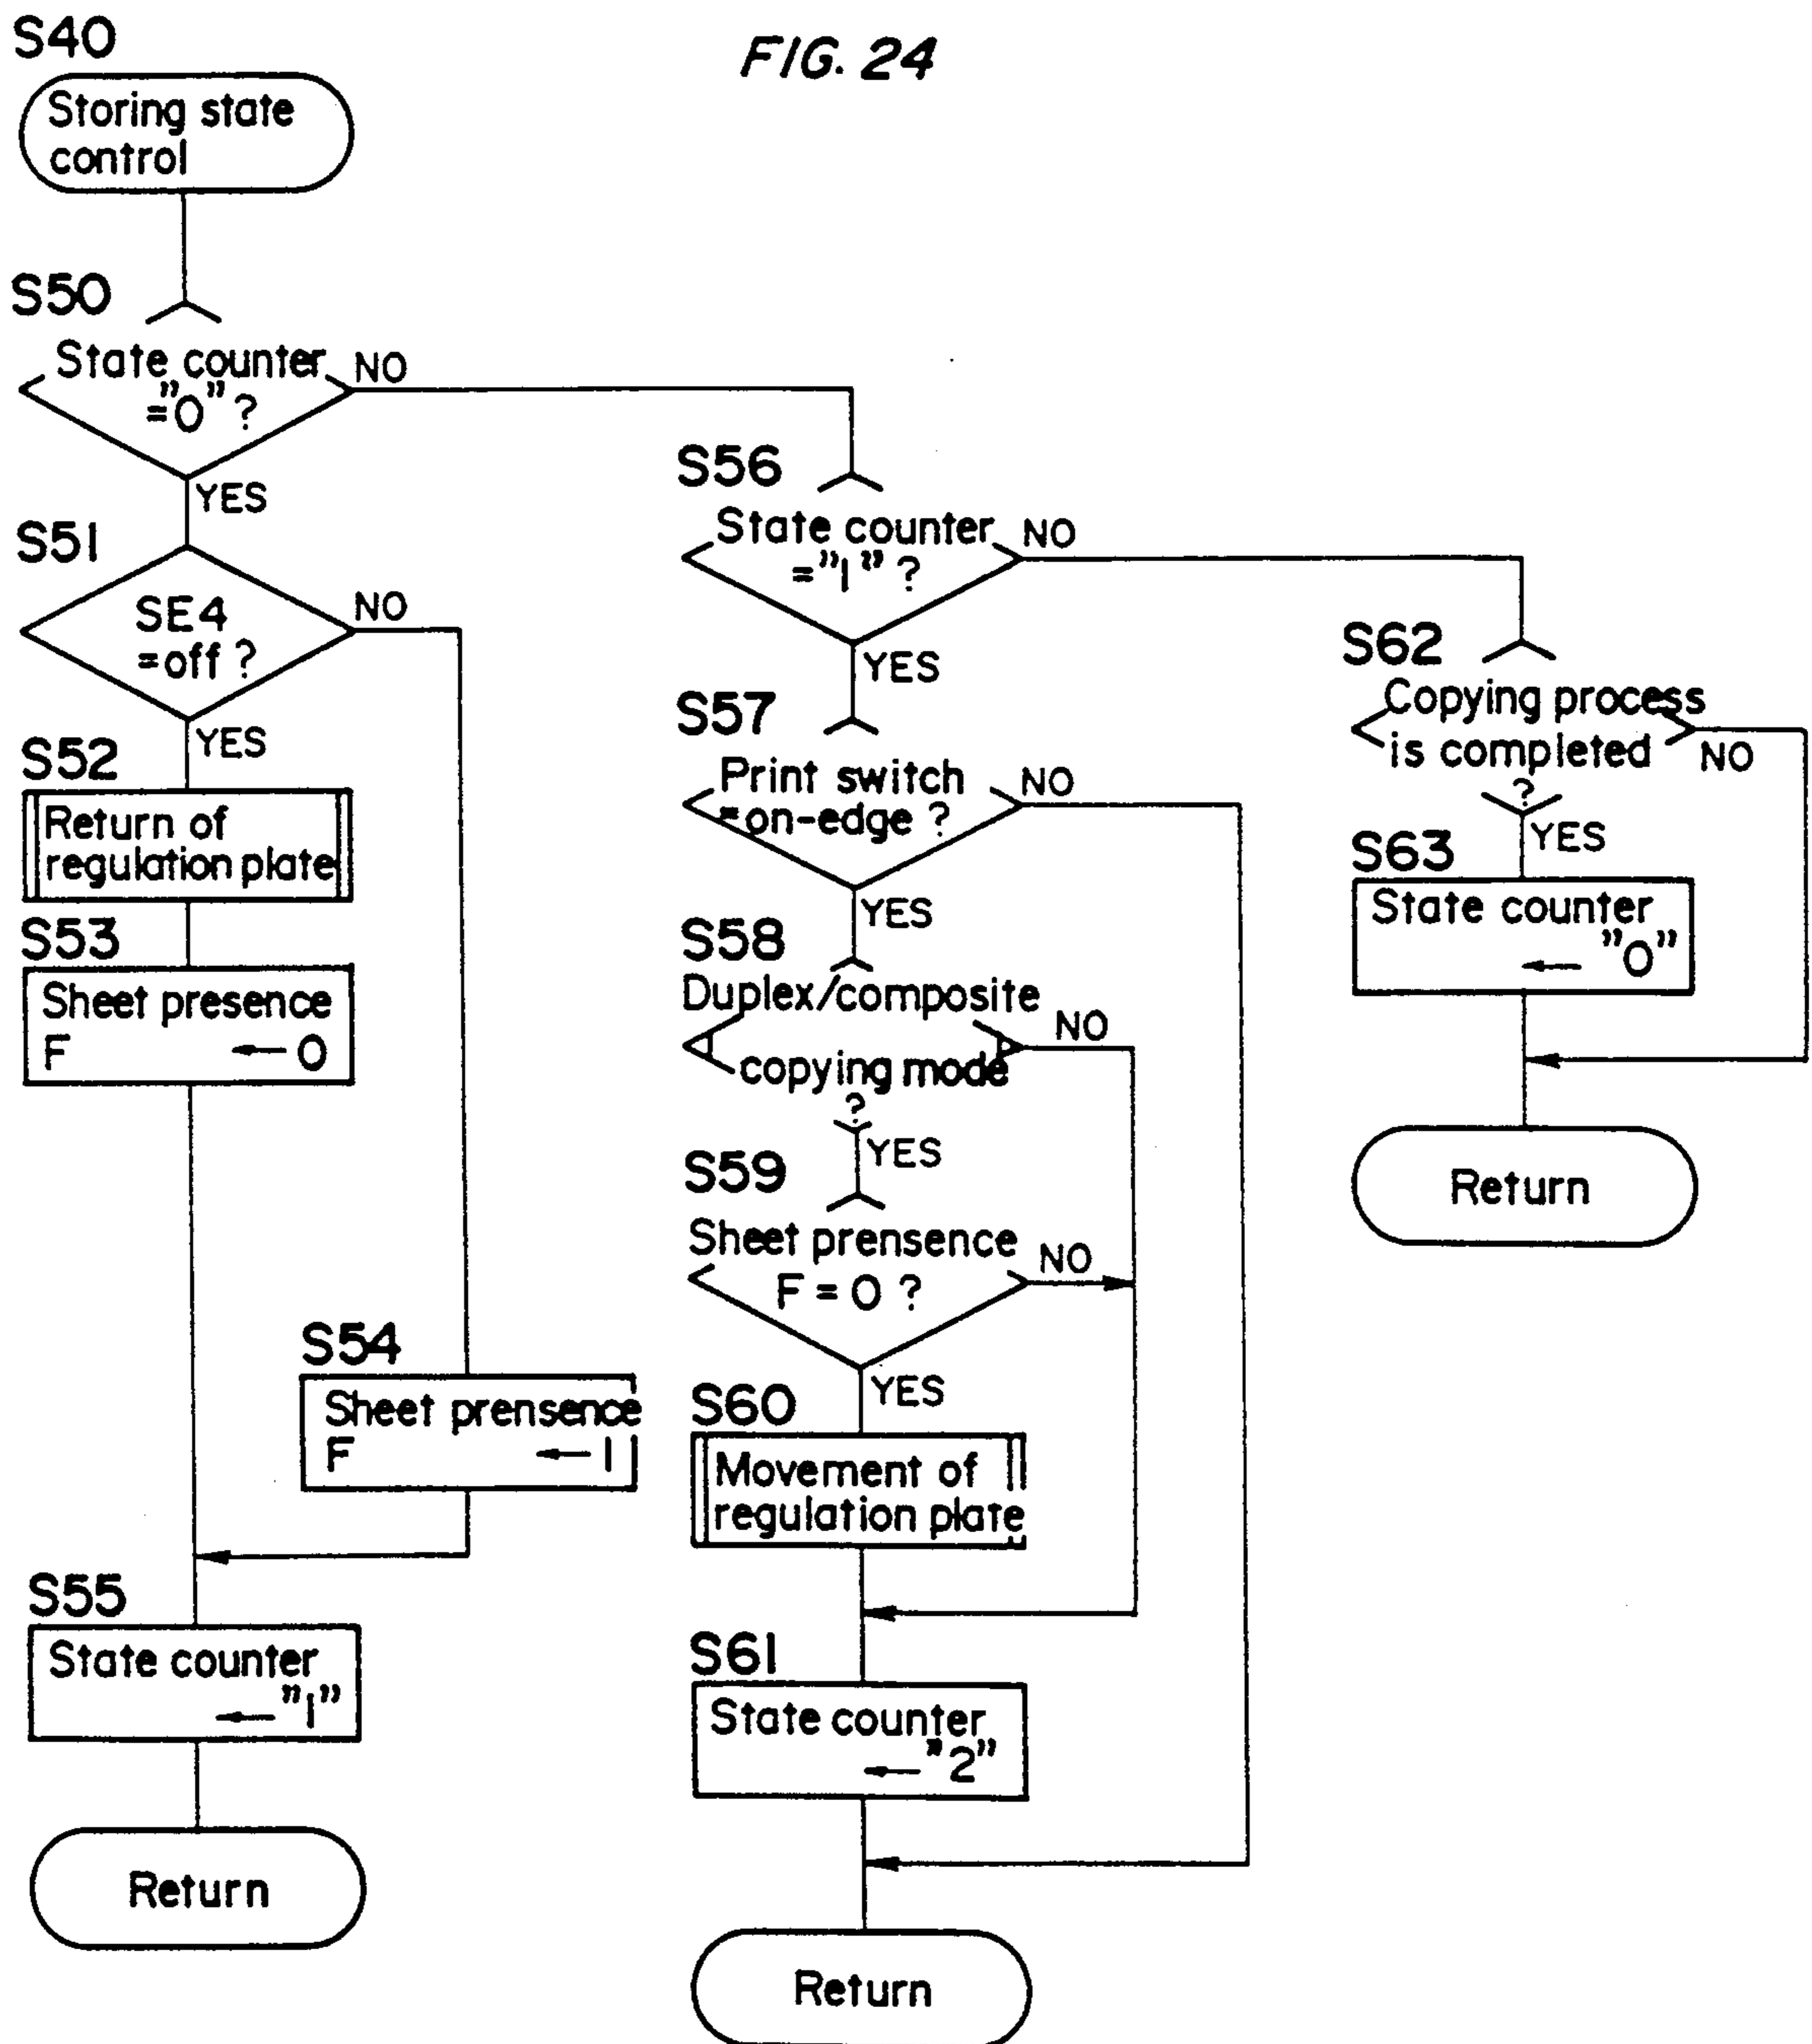 FIG. 24
S40
Storing state
control
S50
State counter
="0" ?
NO
YES
S51
SE4
=off ?
NO
YES
S52
Return of
regulation plate
S53
Sheet presence
F ← 0
S54
Sheet prensence
F ← 1
S55
State counter
← "1"
Return
S56
State counter
="1" ?
NO
YES
S57
Print switch
=on-edge ?
NO
YES
S58
Duplex/composite
copying mode
?
NO
YES
S59
Sheet prensence
F = 0 ?
NO
YES
S60
Movement of
regulation plate
S61
State counter
← "2"
Return
S62
Copying process
is completed
?
NO
YES
S63
State counter
← "0"
Return